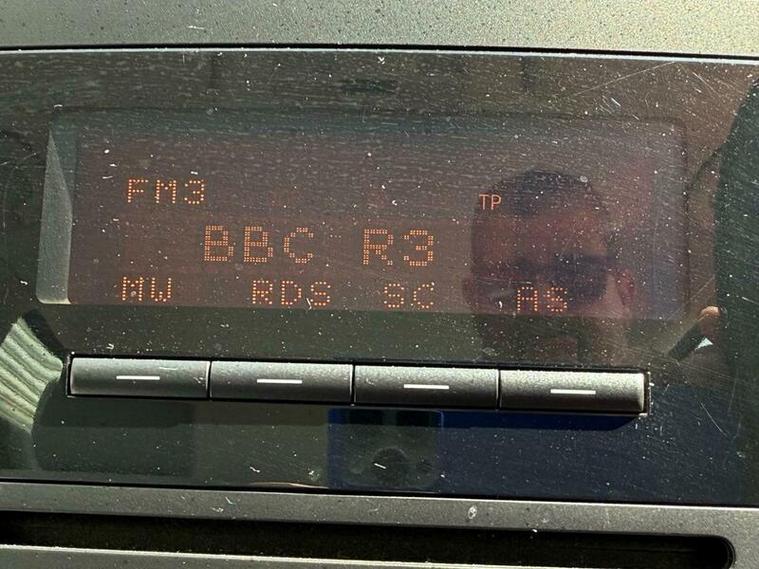 FM3 TP
BBC R3
MW RDS SC AS